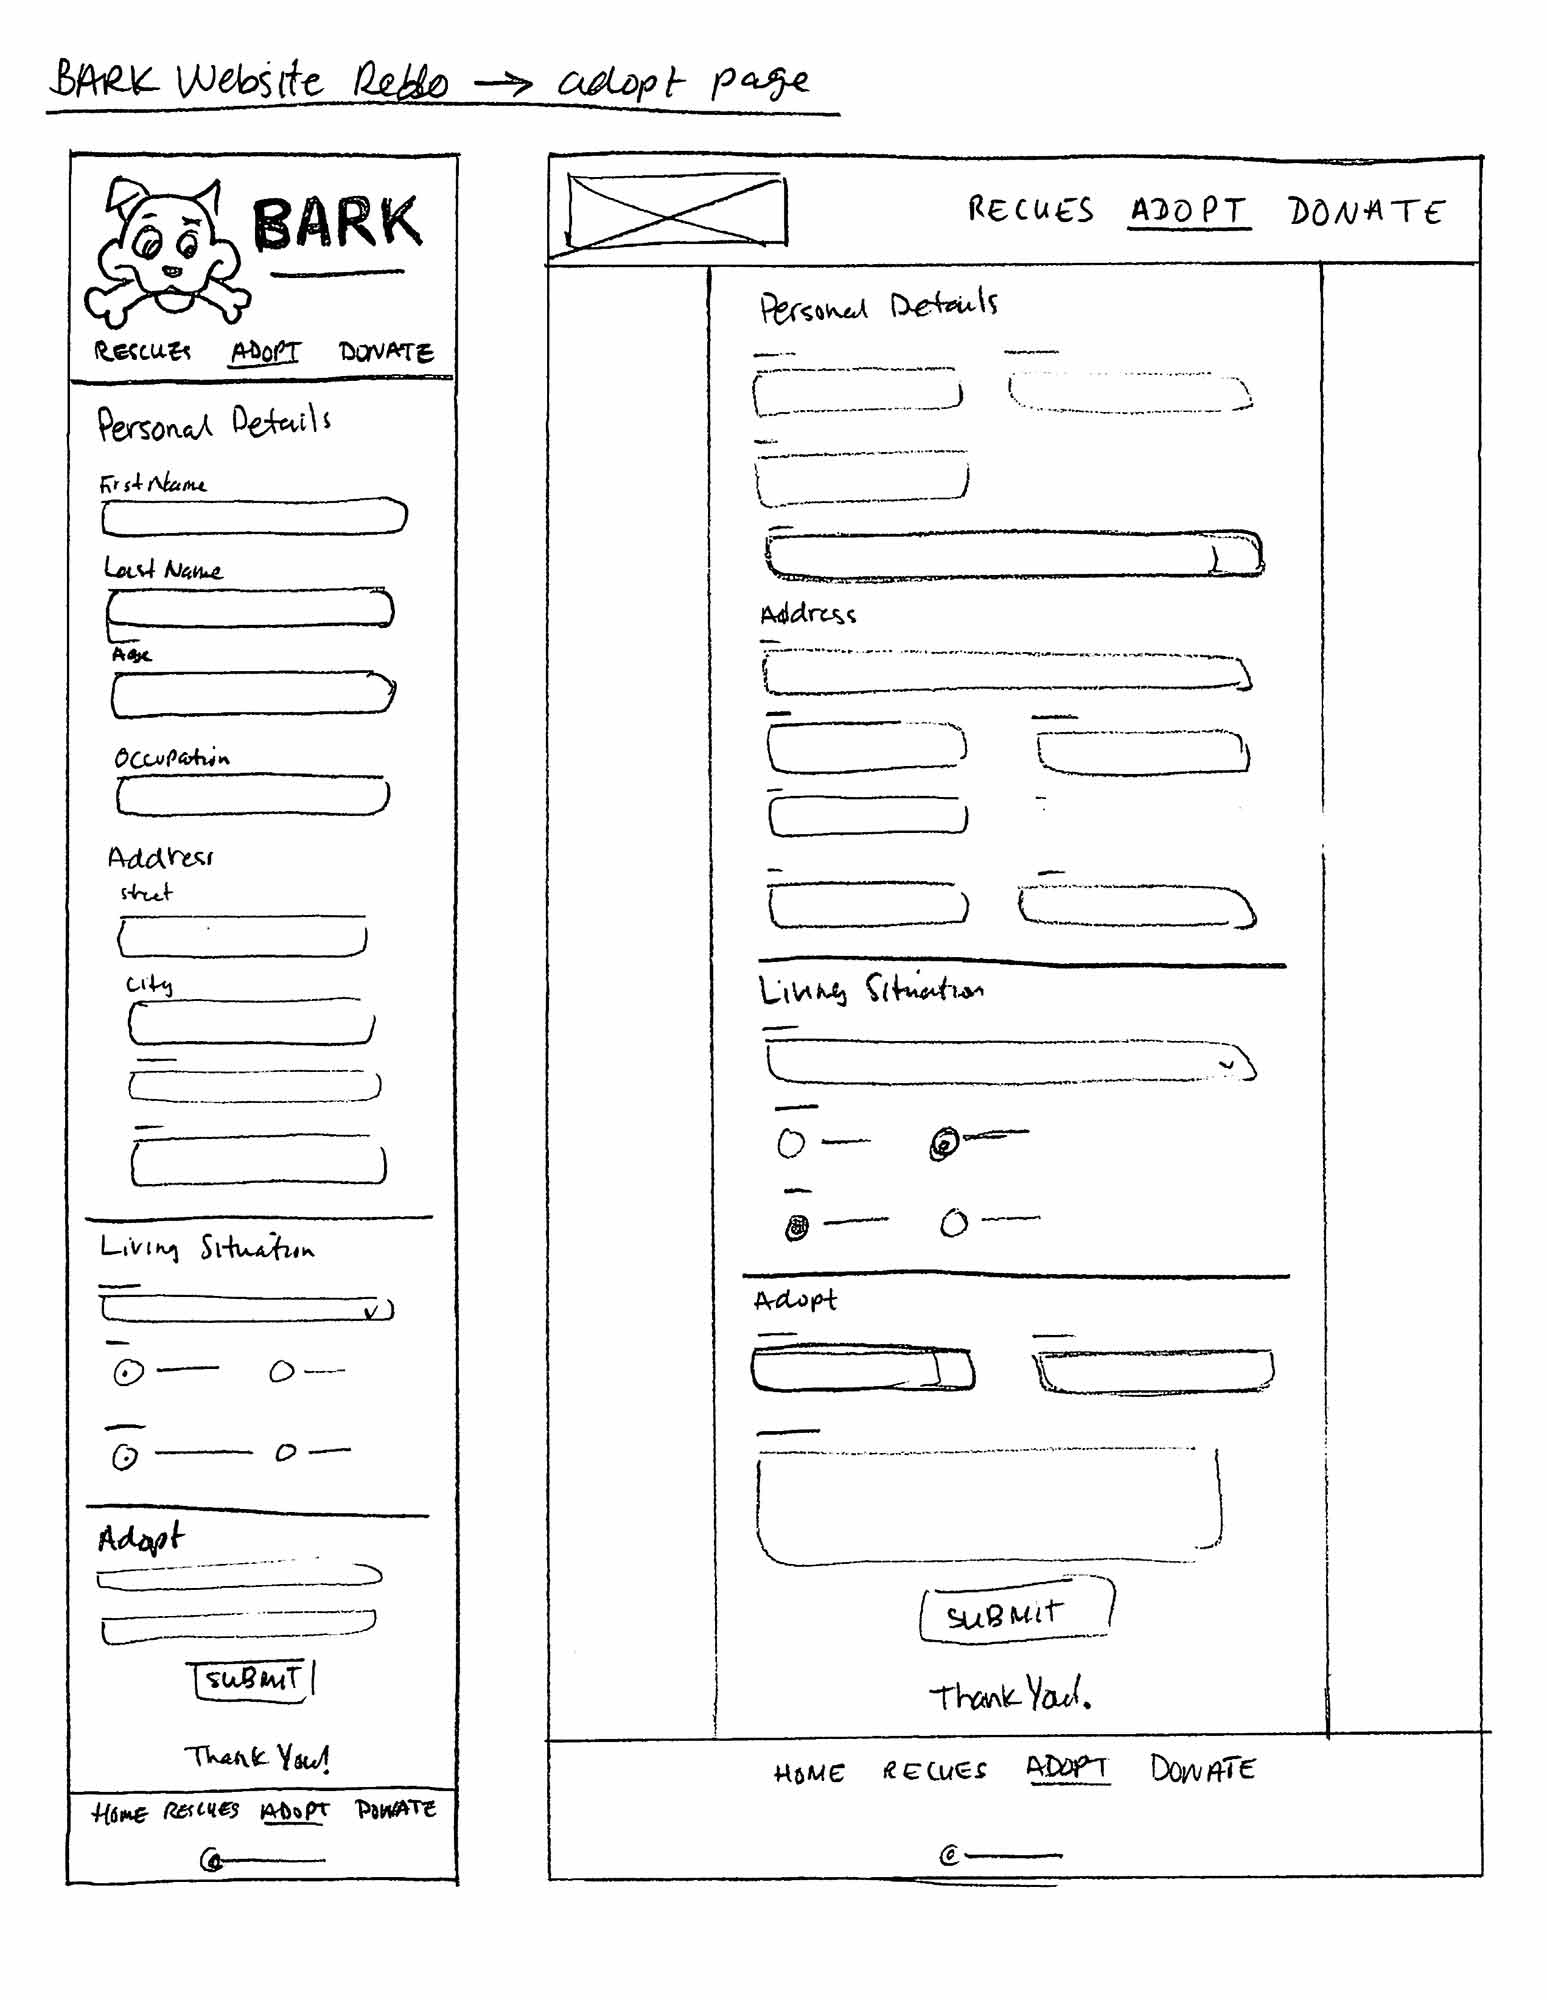 BARK Website Redo → adopt page
BARK
RESCUES ADOPT DONATE
Personal Details
First Name
Last Name
Age
Occupation
Address
street
City
Living Situation
Adopt
SUBMIT
Thank You!
HOME RESCUES ADOPT DONATE
©
RECUES ADOPT DONATE
Personal Details
Address
Living Situation
Adopt
SUBMIT
Thank You!
HOME RECUES ADOPT DONATE
©